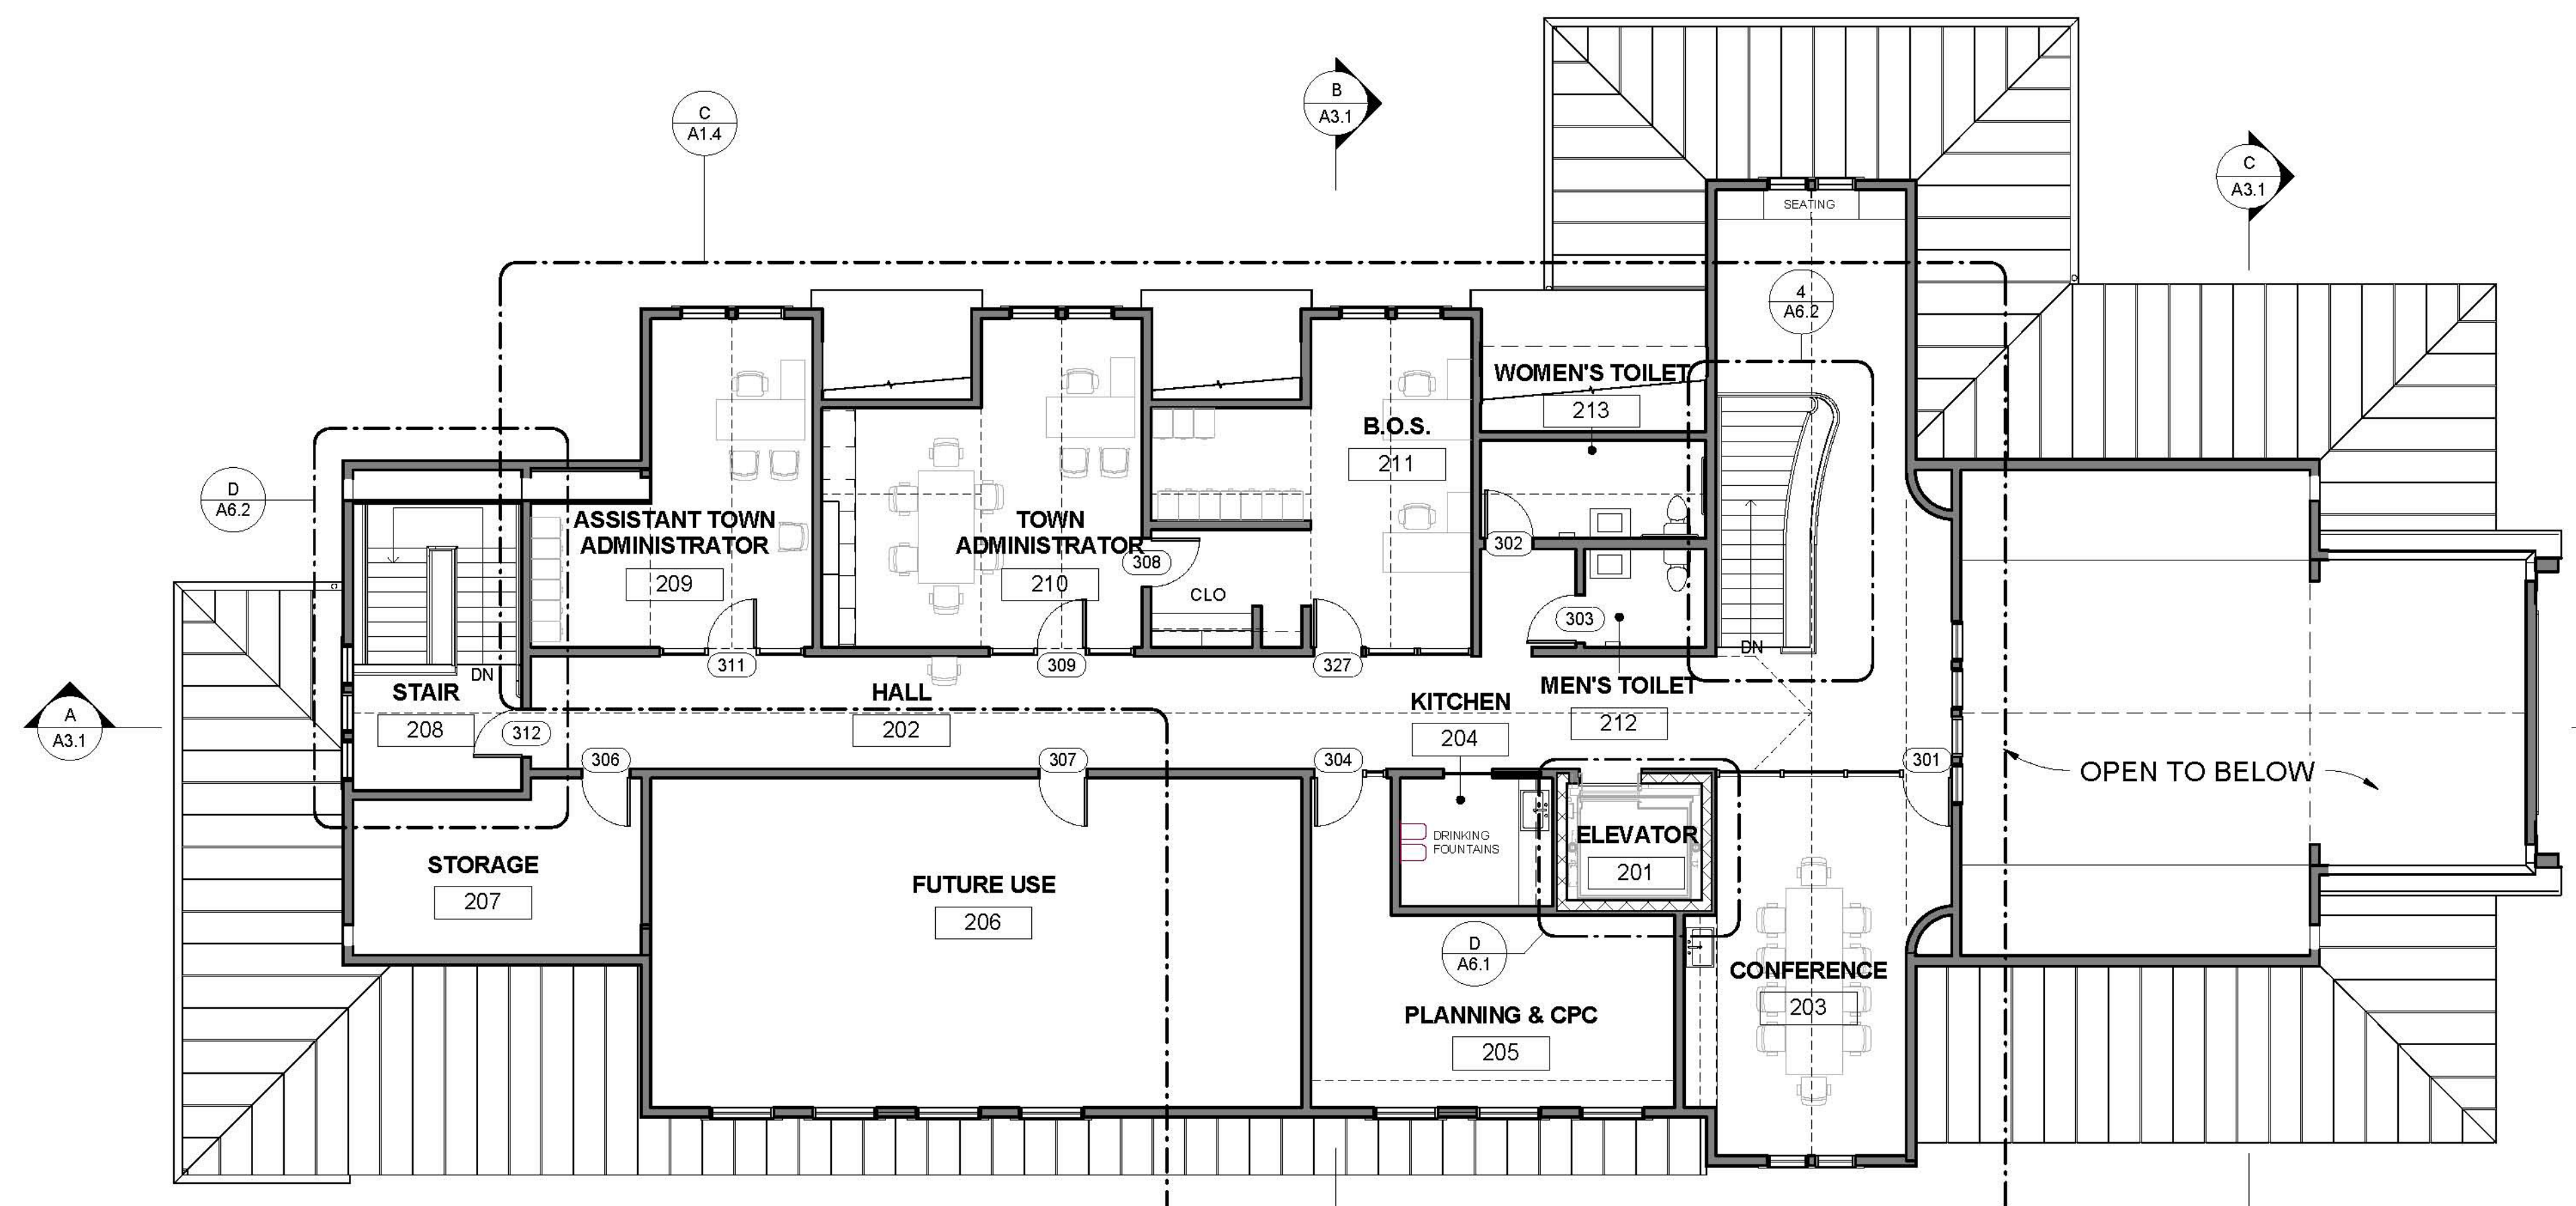 B
A3.1
C
A1.4
C
A3.1
SEATING
4
A6.2
WOMEN'S TOILET
213
B.O.S.
211
D
A6.2
ASSISTANT TOWN
ADMINISTRATOR
209
TOWN
ADMINISTRATOR
210
308
302
CLO
303
311
309
327
DN
DN
STAIR
208
HALL
202
KITCHEN
204
MEN'S TOILET
212
A
A3.1
312
306
307
304
301
OPEN TO BELOW
DRINKING
FOUNTAINS
ELEVATOR
201
STORAGE
207
FUTURE USE
206
D
A6.1
CONFERENCE
203
PLANNING & CPC
205